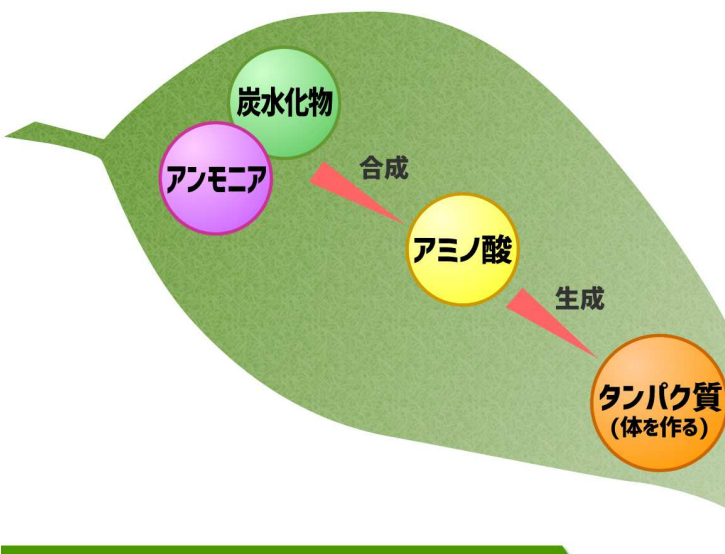 炭水化物
アンモニア
合成
アミノ酸
生成
タンパク質
(体を作る)